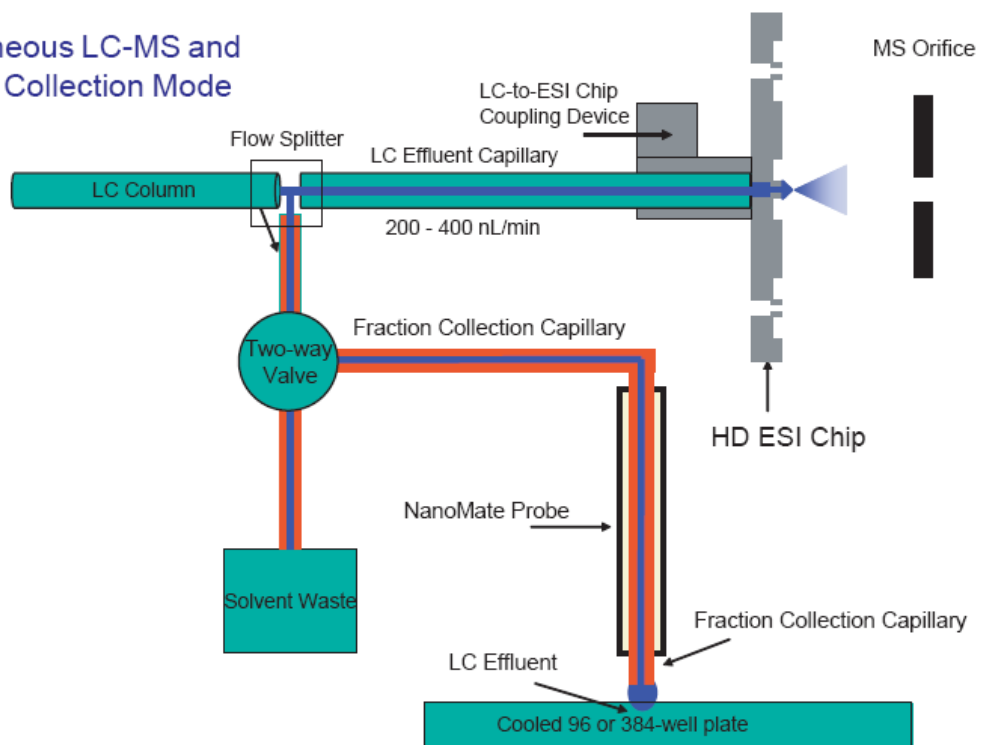 neous LC-MS and
Collection Mode
MS Orifice
LC-to-ESI Chip
Coupling Device
Flow Splitter
LC Effluent Capillary
LC Column
200 - 400 nL/min
Fraction Collection Capillary
Two-way
Valve
HD ESI Chip
NanoMate Probe
Solvent Waste
Fraction Collection Capillary
LC Effluent
Cooled 96 or 384-well plate